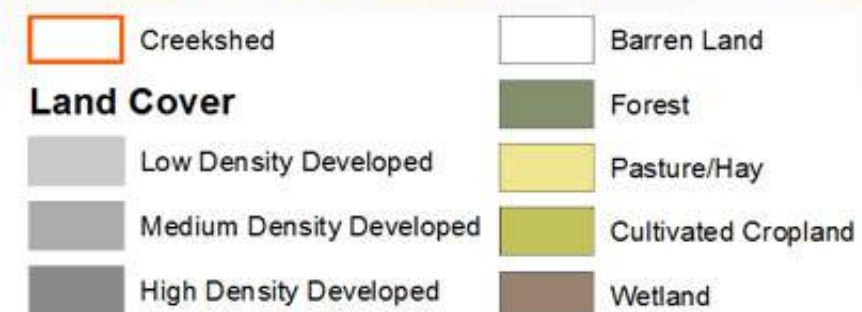 Creekshed
Land Cover
Low Density Developed
Medium Density Developed
High Density Developed
Barren Land
Forest
Pasture/Hay
Cultivated Cropland
Wetland